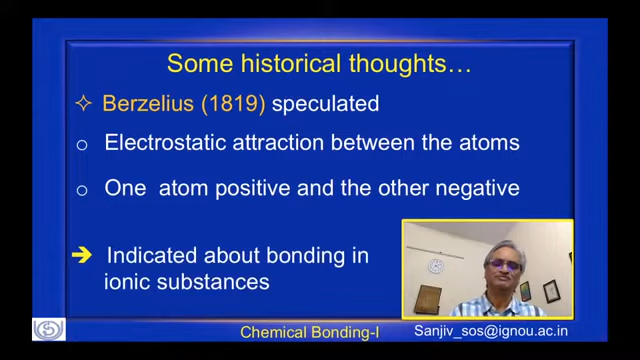 Some historical thoughts…
✧ Berzelius (1819) speculated
o Electrostatic attraction between the atoms
o One atom positive and the other negative
➔ Indicated about bonding in
ionic substances
Chemical Bonding-I
Sanjiv_sos@ignou.ac.in